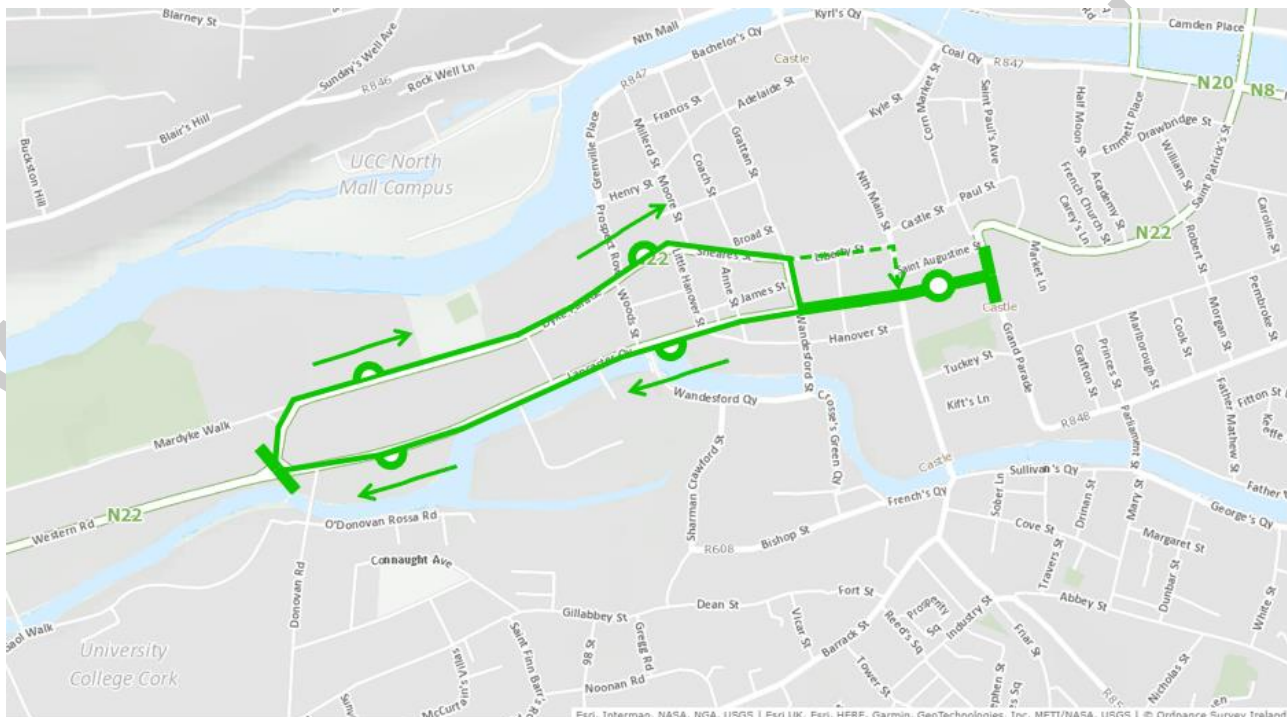 Blarney St
Sunday's Well Ave
R846
Rock Well Ln
Blair's Hill
Buckston Hill
UCC North
Mall Campus
Nth Mall
Bachelor's Qy
R847
Kyrl's Qy
Castle
Coal Qy
R847
Camden Place
N20
N8
Grenville Place
Francis St
Adelaide St
Millerd St
Grattan St
Coach St
Moore St
Henry St
Prospect Row
Kyle St
Corn Market St
Saint Paul's Ave
Half Moon St
Emmett Place
Drawbridge St
William St
Saint Patrick's St
Academy St
French Church St
Carey's Ln
Paul St
Castle St
Nth Main St
N22
Caroline St
Robert St
Market Ln
Broad St
Sheares St
Liberty St
Saint Augustine St
N22
Little Hanover St
Anne St
James St
Woods St
Lancaster Qy
Hanover St
Wandesford St
Castle
Grand Parade
Tuckey St
Kift's Ln
Grafton St
Princes St
Marlborough St
Cook St
Morgan St
Pembroke St
Parliament St
Father Mathew St
Fitton St E
Keeffe
R848
Mardyke Walk
Wandesford Qy
Crosse's Green Qy
Sharman Crawford St
Castle
Sullivan's Qy
French's Qy
Sober Ln
Drinan St
Mary St
George's Qy
Cove St
Travers St
Margaret St
Dunbar St
Abbey St
White St
Nicholas St
Western Rd
N22
O'Donovan Rossa Rd
Connaught Ave
Donovan Rd
R608
Bishop St
Fort St
Dean St
Gillabbey St
Vicar St
Barrack St
Reed's Sq
Prosperity
Sq
Industry St
Friar St
Tower St
98 St
Gregg Rd
Noonan Rd
Saint Finn Barr'
University
College Cork
Esri, Intermap, NASA, NGA, USGS | Esri UK, Esri, HERE, Garmin, GeoTechnologies, Inc, METI/NASA, USGS | © Ordnance Survey Ireland